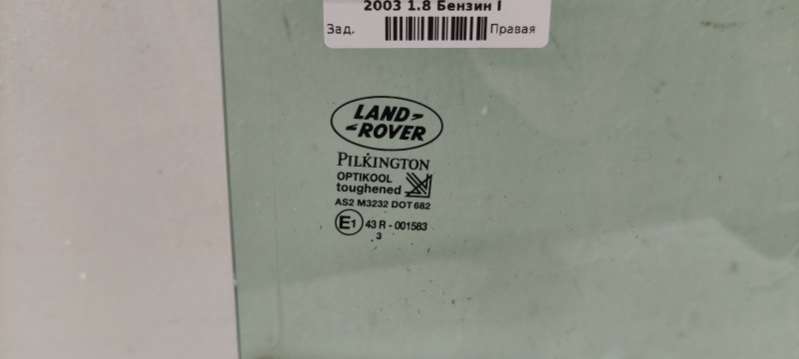 2003 1.8 Бензин I
Зад. Правая
LAND-
-ROVER
PILKINGTON
OPTIKOOL
toughened
AS2 M3232 DOT 682
E1 43 R - 001583
3